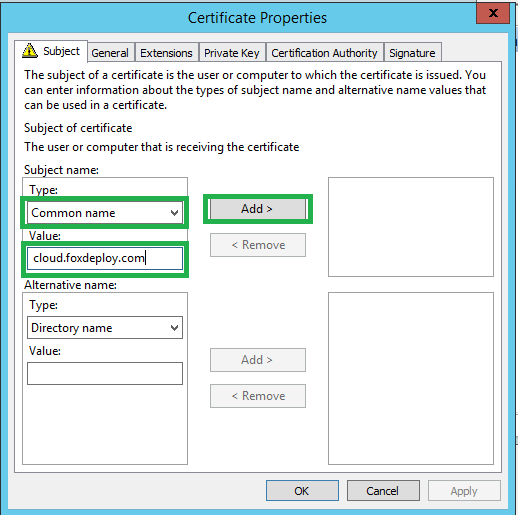 Certificate Properties
x
Subject General Extensions Private Key Certification Authority Signature
The subject of a certificate is the user or computer to which the certificate is issued. You
can enter information about the types of subject name and alternative name values that
can be used in a certificate.
Subject of certificate
The user or computer that is receiving the certificate
Subject name:
Type:
Common name
Add >
Value:
< Remove
cloud.foxdeploy.com
Alternative name:
Type:
Directory name
Value:
Add >
< Remove
OK Cancel Apply